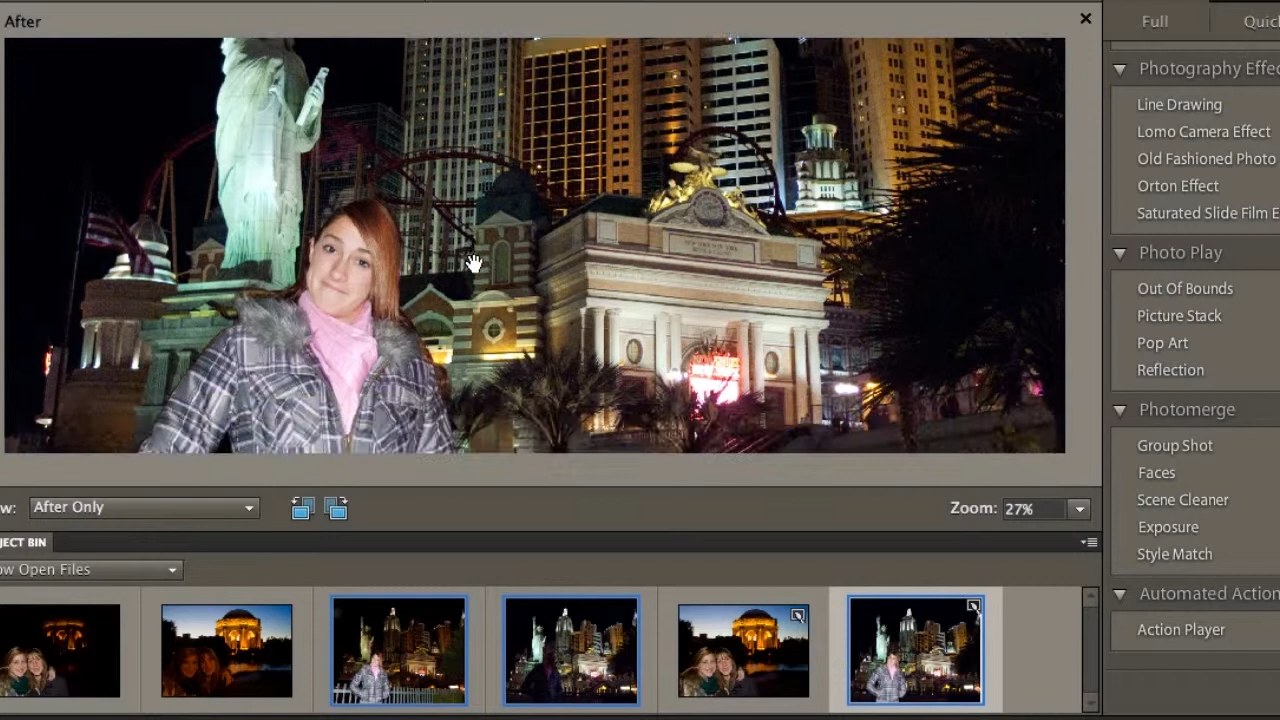 After
Full
Quic
Photography Effec
Line Drawing
Lomo Camera Effect
Old Fashioned Photo
Orton Effect
Saturated Slide Film E
Photo Play
Out Of Bounds
Picture Stack
Pop Art
Reflection
Photomerge
Group Shot
Faces
Scene Cleaner
Exposure
Style Match
Automated Action
Action Player
w:
After Only
Zoom:
27%
JECT BIN
ow Open Files